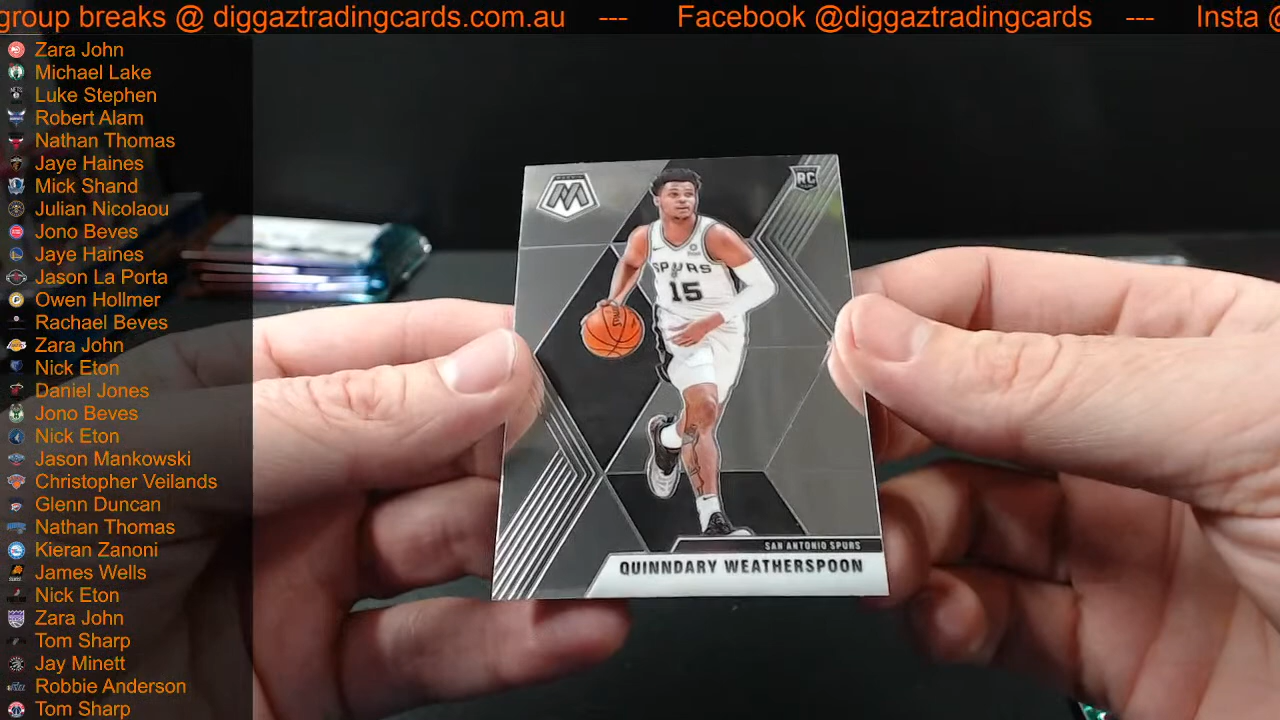 group breaks @ diggaztradingcards.com.au --- Facebook @diggaztradingcards --- Insta @
Zara John
Michael Lake
Luke Stephen
Robert Alam
Nathan Thomas
Jaye Haines
Mick Shand
Julian Nicolaou
Jono Beves
Jaye Haines
Jason La Porta
Owen Hollmer
Rachael Beves
Zara John
Nick Eton
Daniel Jones
Jono Beves
Nick Eton
Jason Mankowski
Christopher Veilands
Glenn Duncan
Nathan Thomas
Kieran Zanoni
James Wells
Nick Eton
Zara John
Tom Sharp
Jay Minett
Robbie Anderson
Tom Sharp
RC
SPURS
15
SAN ANTONIO SPURS
QUINNDARY WEATHERSPOON